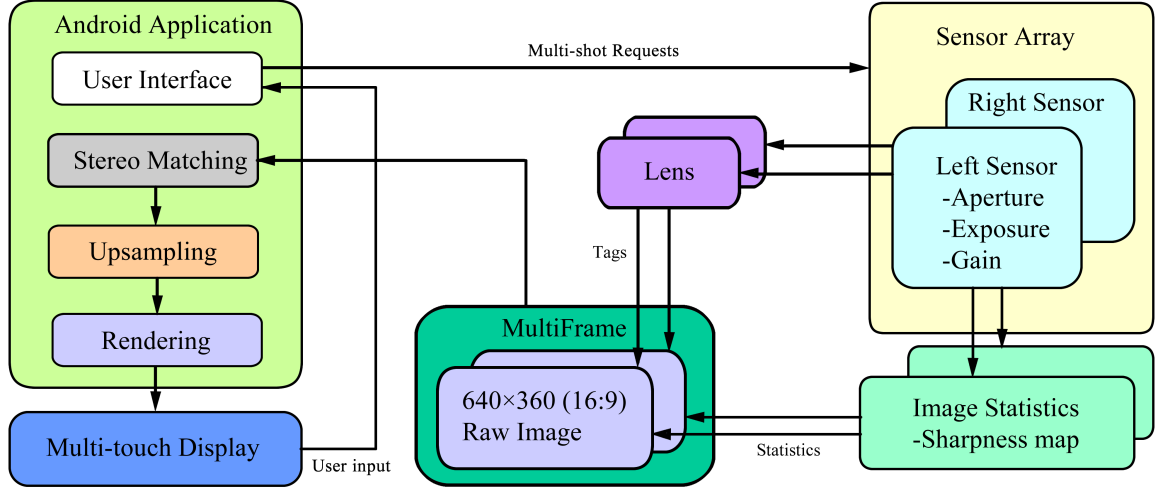 Android Application
User Interface
Stereo Matching
Upsampling
Rendering
Multi-touch Display
User input
Multi-shot Requests
Lens
Tags
MultiFrame
640×360 (16:9)
Raw Image
Sensor Array
Right Sensor
Left Sensor
-Aperture
-Exposure
-Gain
Image Statistics
-Sharpness map
Statistics